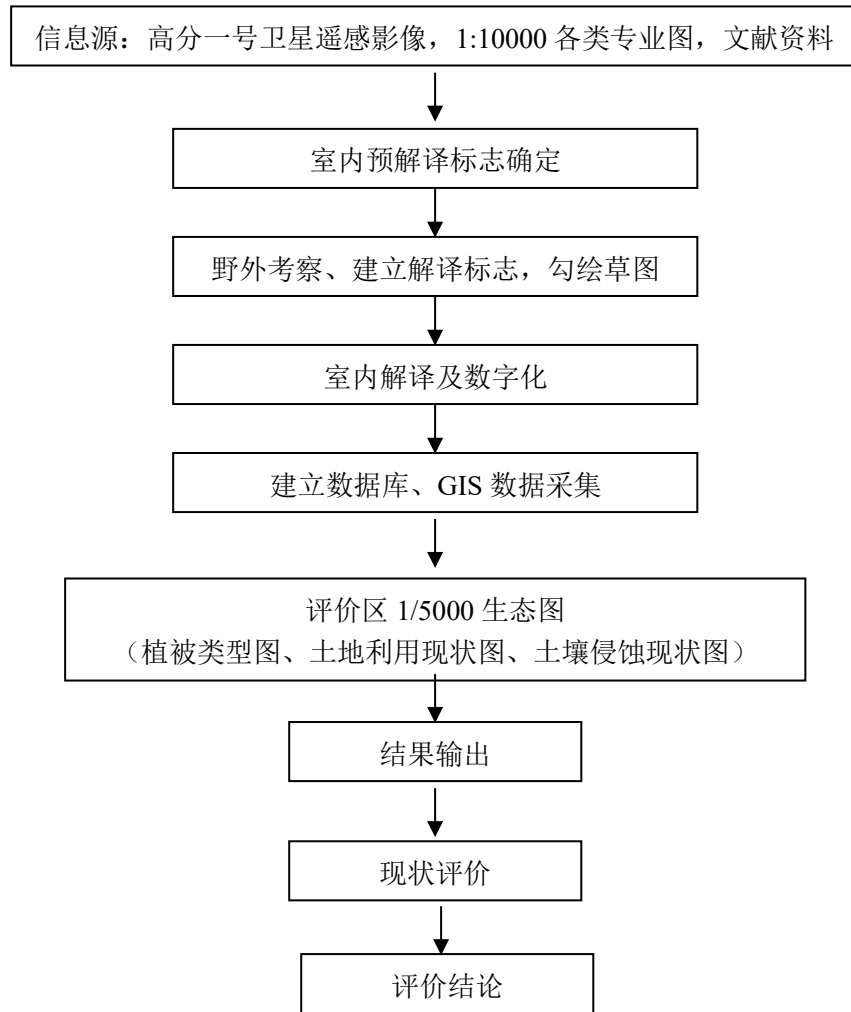 信息源：高分一号卫星遥感影像，1:10000 各类专业图，文献资料
室内预解译标志确定
野外考察、建立解译标志，勾绘草图
室内解译及数字化
建立数据库、GIS 数据采集
评价区 1/5000 生态图
（植被类型图、土地利用现状图、土壤侵蚀现状图）
结果输出
现状评价
评价结论